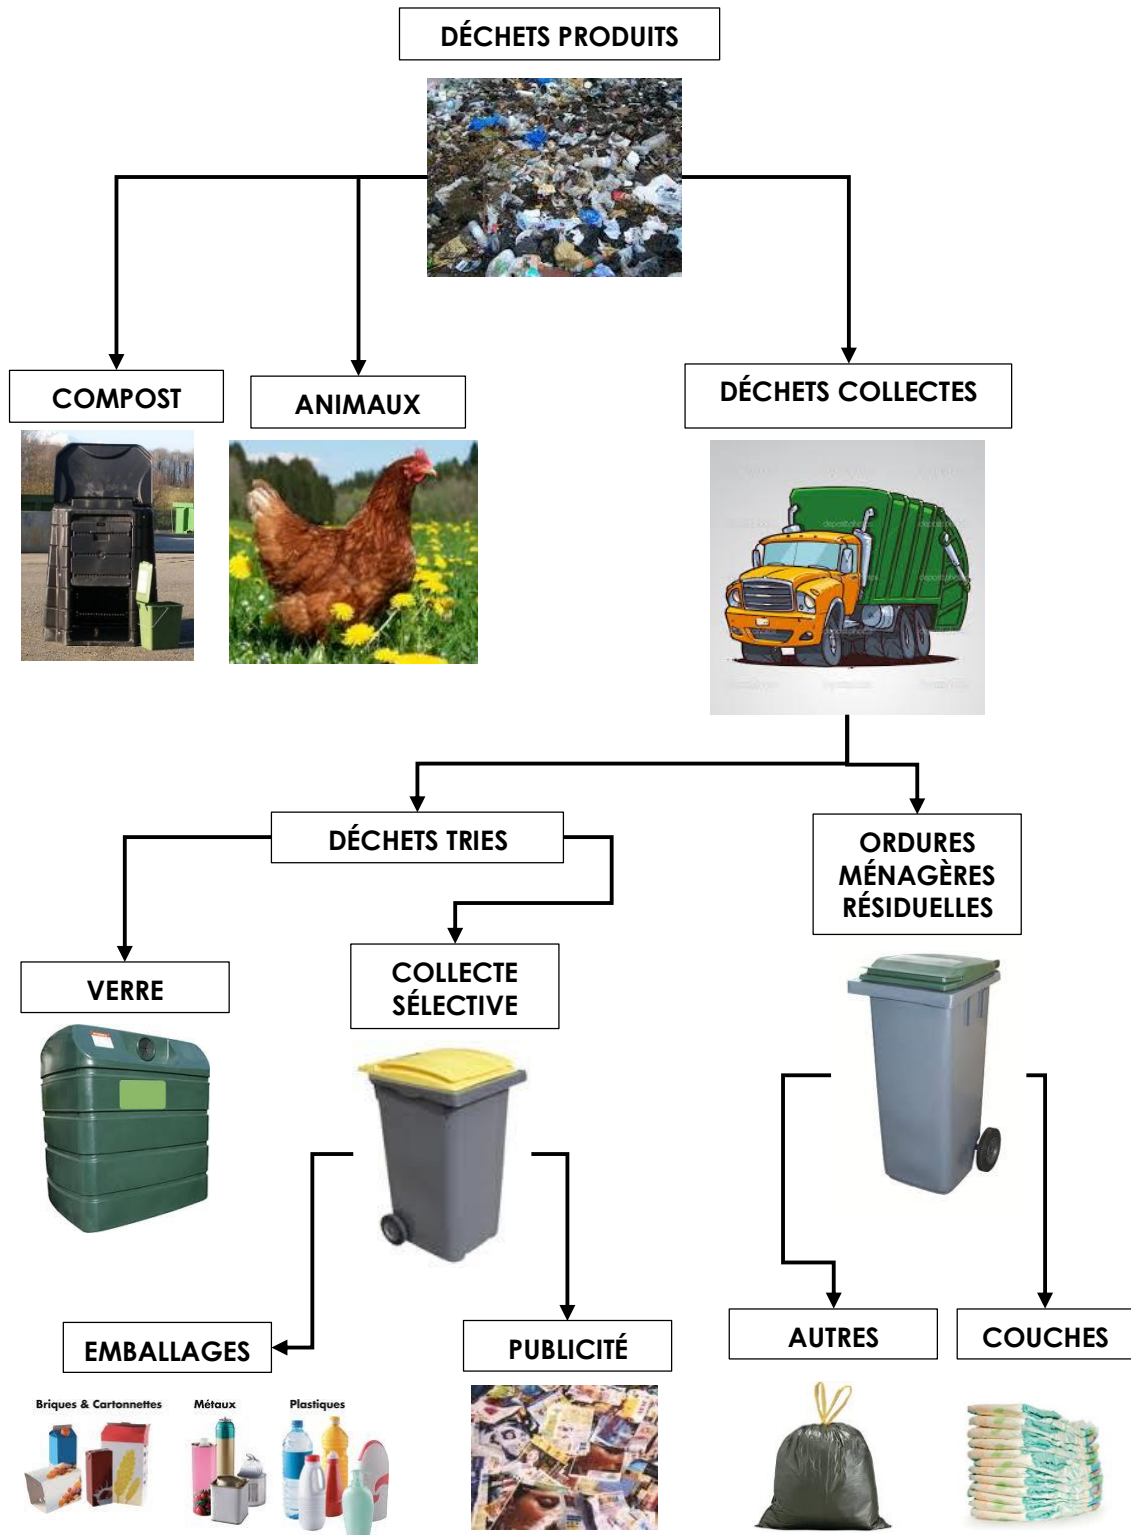 DÉCHETS PRODUITS
COMPOST
ANIMAUX
DÉCHETS COLLECTES
depositphotos
DÉCHETS TRIES
ORDURES
MÉNAGÈRES
RÉSIDUELLES
VERRE
COLLECTE
SÉLECTIVE
EMBALLAGES
PUBLICITÉ
AUTRES
COUCHES
Briques & Cartonnettes
Métaux
Plastiques